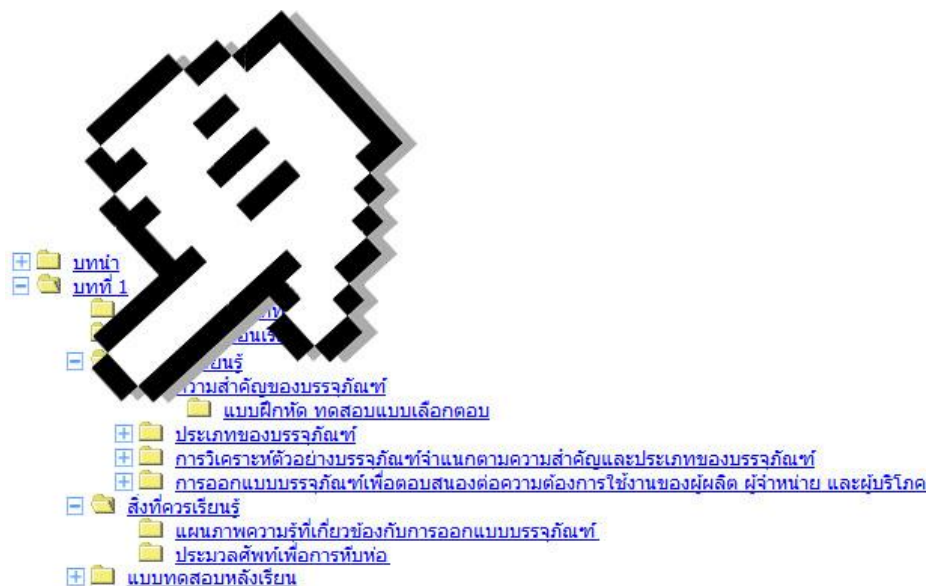 บทนำ
บทที่ 1
ความสำคัญของบรรจุภัณฑ์
แบบฝึกหัด ทดสอบแบบเลือกตอบ
ประเภทของบรรจุภัณฑ์
การวิเคราะห์ตัวอย่างบรรจุภัณฑ์จำแนกตามความสำคัญและประเภทของบรรจุภัณฑ์
การออกแบบบรรจุภัณฑ์เพื่อตอบสนองต่อความต้องการใช้งานของผู้ผลิต ผู้จำหน่าย และผู้บริโภค
สิ่งที่ควรเรียนรู้
แผนภาพความรู้ที่เกี่ยวข้องกับการออกแบบบรรจุภัณฑ์
ประมวลศัพท์เพื่อการหีบห่อ
แบบทดสอบหลังเรียน